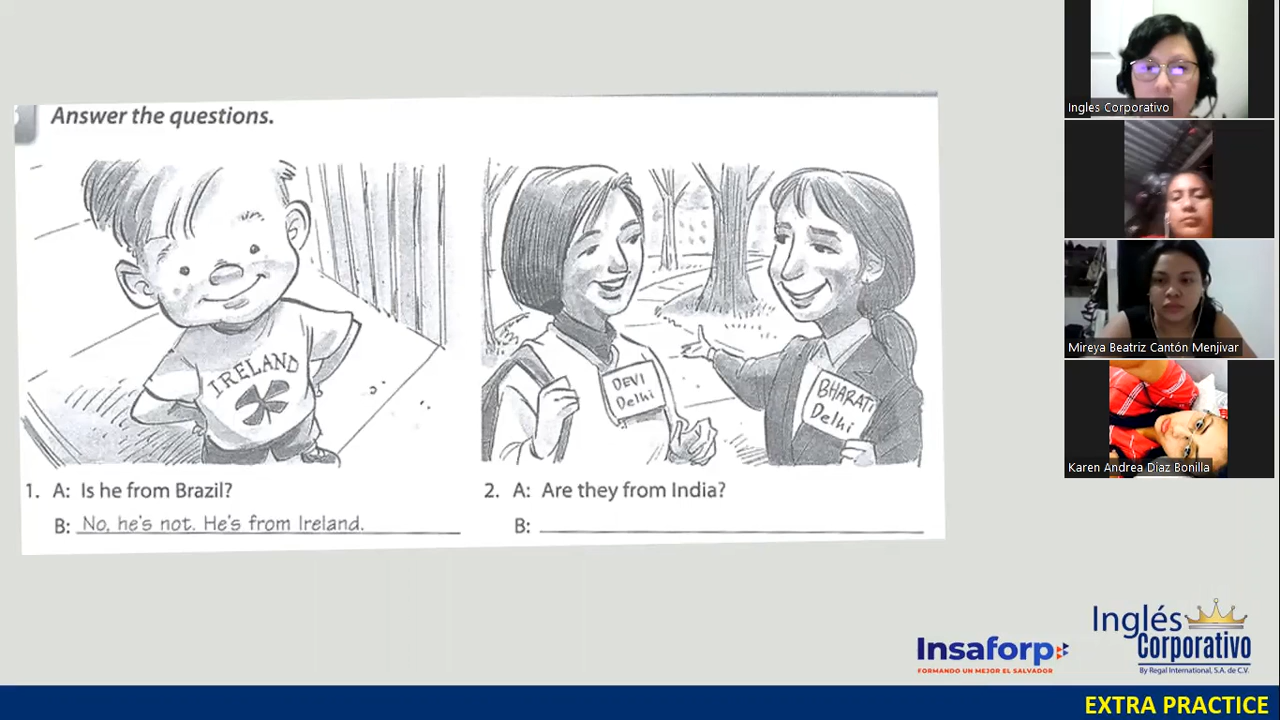 Answer the questions.
IRELAND
DEVI
Delhi
BHARATI
Delhi
1. A: Is he from Brazil?
B: No, he's not. He's from Ireland.
2. A: Are they from India?
B:
Ingles Corporativo
Mireya Beatriz Cantón Menjivar
Karen Andrea Diaz Bonilla
Insaforp
FORMANDO UN MEJOR EL SALVADOR
Inglés
Corporativo
By Regal International, S.A. de C.V.
EXTRA PRACTICE